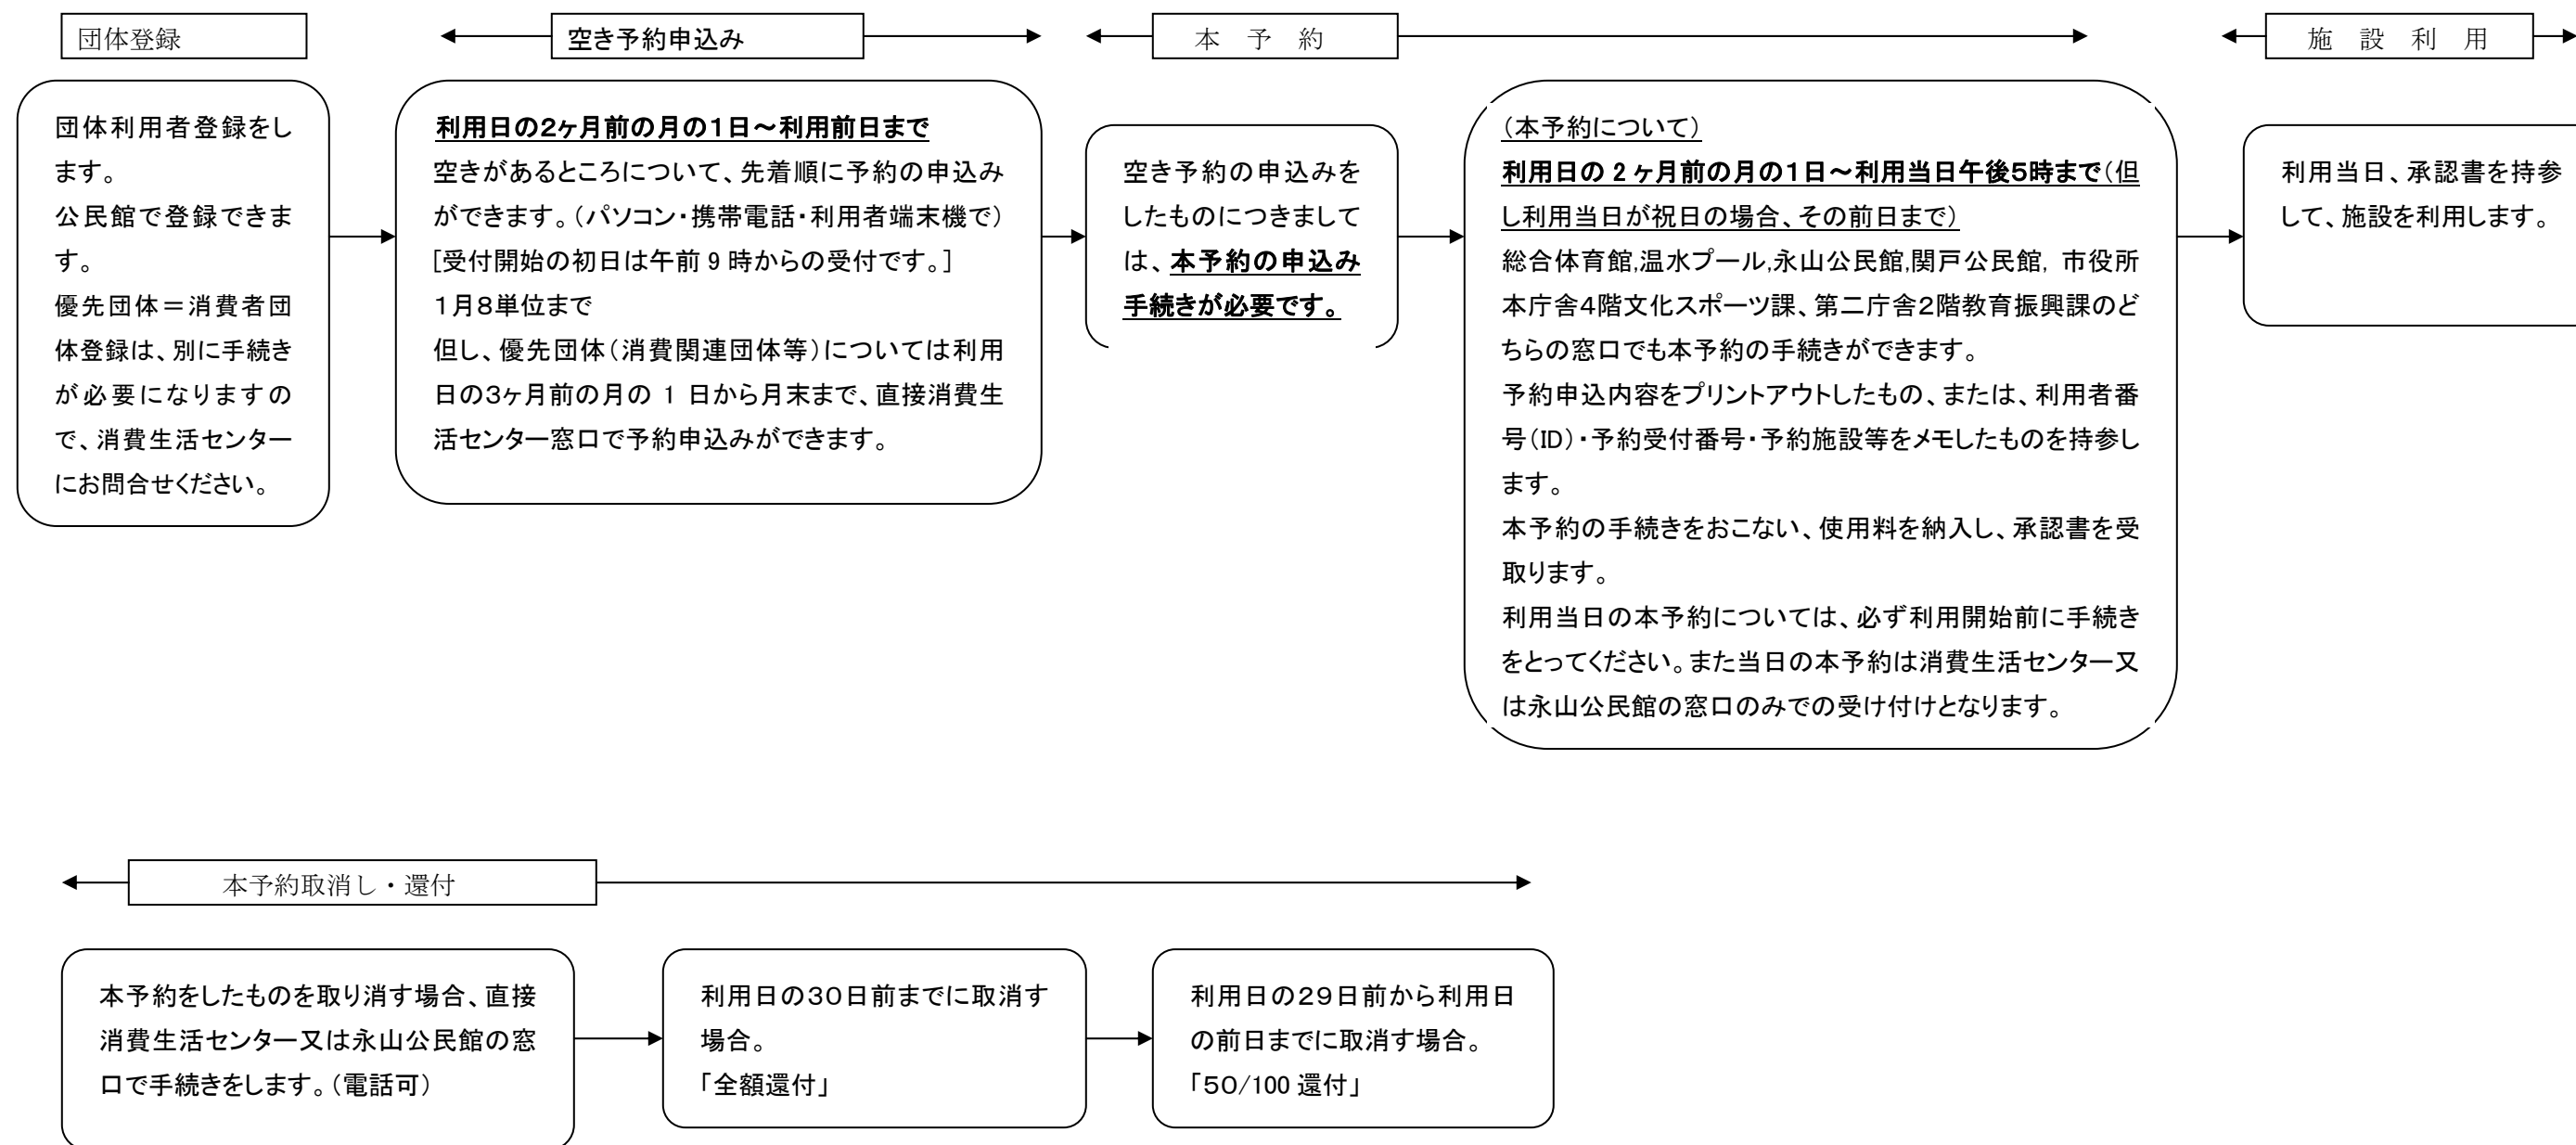 団体登録
空き予約申込み
本　予　約
施　設　利　用
団体利用者登録をし
ます。
公民館で登録できま
す。
優先団体＝消費者団
体登録は、別に手続き
が必要になりますの
で、消費生活センター
にお問合せください。
利用日の２ヶ月前の月の１日～利用前日まで
空きがあるところについて、先着順に予約の申込み
ができます。（パソコン・携帯電話・利用者端末機で）
[受付開始の初日は午前 9 時からの受付です。]
１月８単位まで
但し、優先団体（消費関連団体等）については利用
日の３ヶ月前の月の 1 日から月末まで、直接消費生
活センター窓口で予約申込みができます。
空き予約の申込みを
したものにつきまして
は、本予約の申込み
手続きが必要です。
（本予約について）
利用日の 2 ヶ月前の月の１日～利用当日午後５時まで（但
し利用当日が祝日の場合、その前日まで）
総合体育館,温水プール,永山公民館,関戸公民館, 市役所
本庁舎４階文化スポーツ課、第二庁舎２階教育振興課のど
ちらの窓口でも本予約の手続きができます。
予約申込内容をプリントアウトしたもの、または、利用者番
号（ID）・予約受付番号・予約施設等をメモしたものを持参し
ます。
本予約の手続きをおこない、使用料を納入し、承認書を受
取ります。
利用当日の本予約については、必ず利用開始前に手続き
をとってください。また当日の本予約は消費生活センター又
は永山公民館の窓口のみでの受け付けとなります。
利用当日、承認書を持参
して、施設を利用します。
本予約取消し・還付
本予約をしたものを取り消す場合、直接
消費生活センター又は永山公民館の窓
口で手続きをします。（電話可）
利用日の３０日前までに取消す
場合。
「全額還付」
利用日の２９日前から利用日
の前日までに取消す場合。
「５０/100 還付」